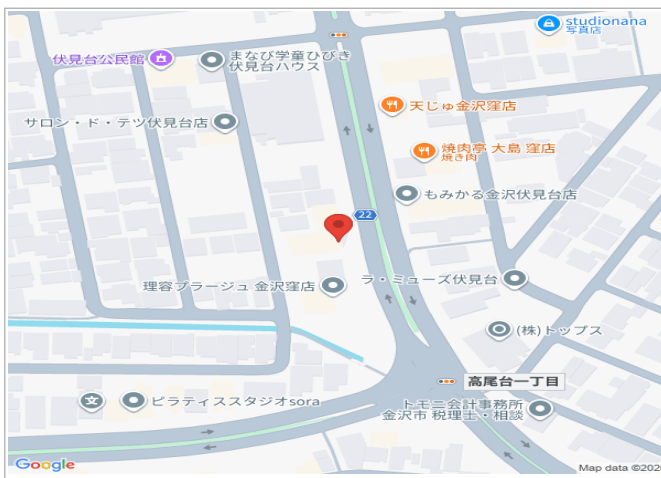 studionana
写真店
伏見台公民館
まなび学童ひびき
伏見台ハウス
天じゅ金沢窪店
サロン・ド・テツ伏見台店
焼肉亭 大島 窪店
焼き肉
もみかる金沢伏見台店
22
ラ・ミューズ伏見台
理容プラージュ 金沢窪店
(株)トップス
高尾台一丁目
ピラティススタジオsora
トモニ会計事務所
金沢市 税理士・相談
Google
Map data ©2026